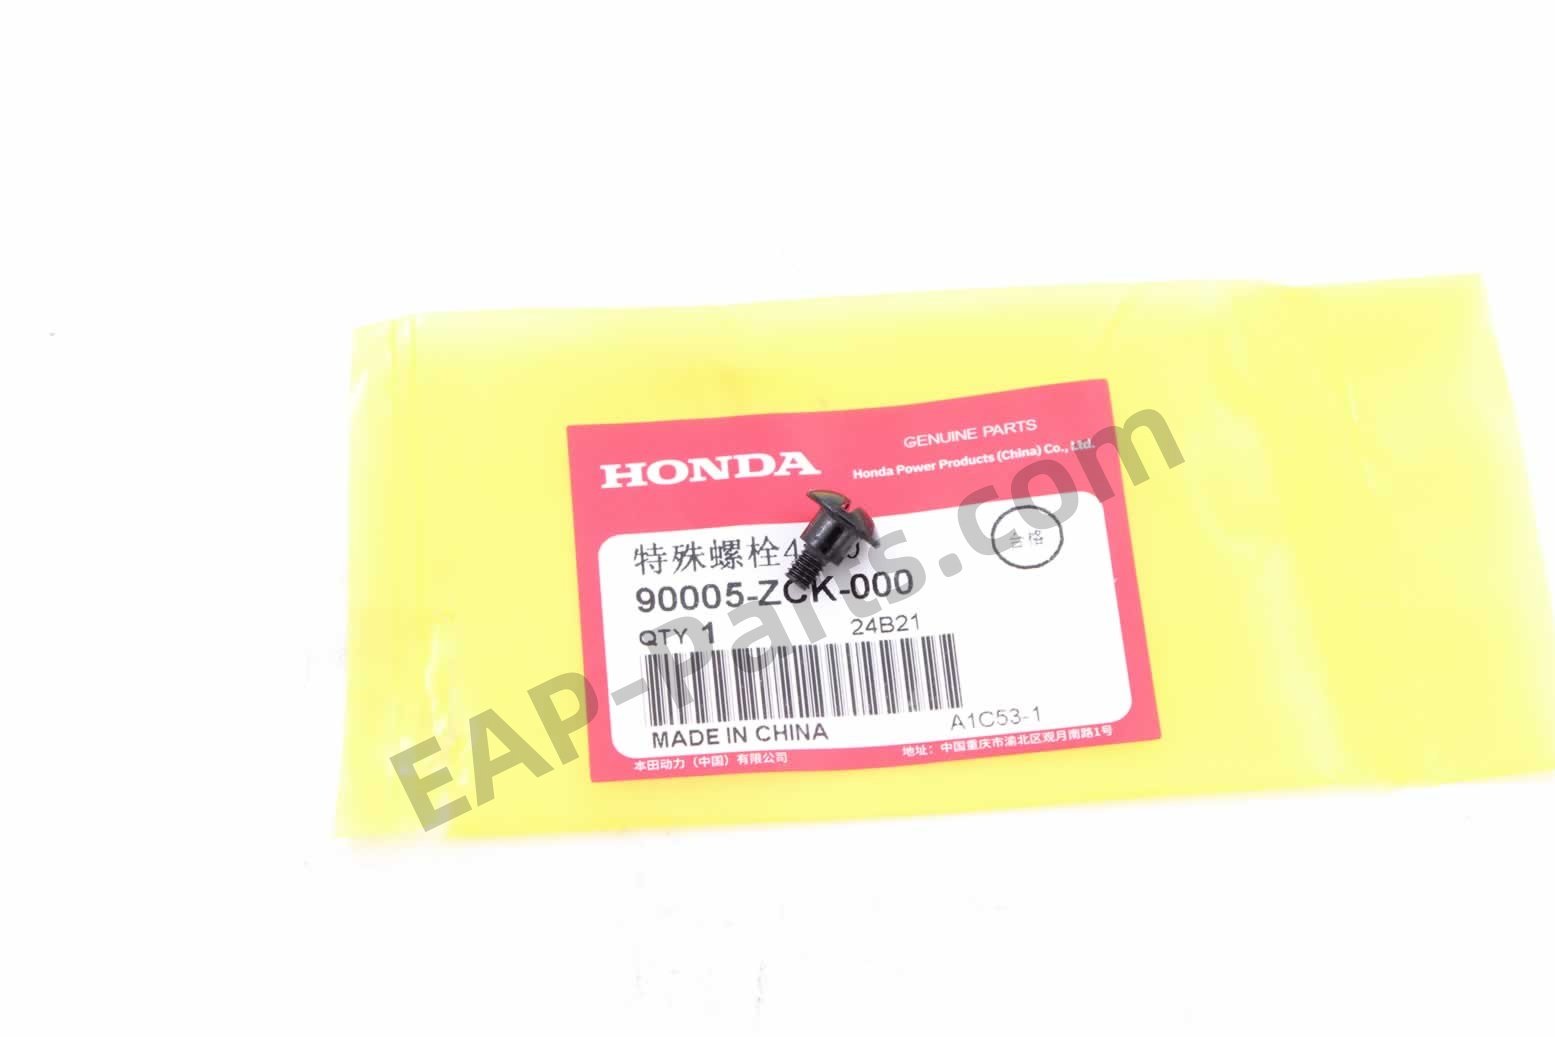 GENUINE PARTS
HONDA
Honda Power Products (China) Co., Ltd.
特殊螺栓
合格
90005-ZCK-000
QTY 1 24B21
MADE IN CHINA
A1C53-1
本田动力（中国）有限公司
地址：中国重庆市渝北区观月南路1号
EAP-parts.com